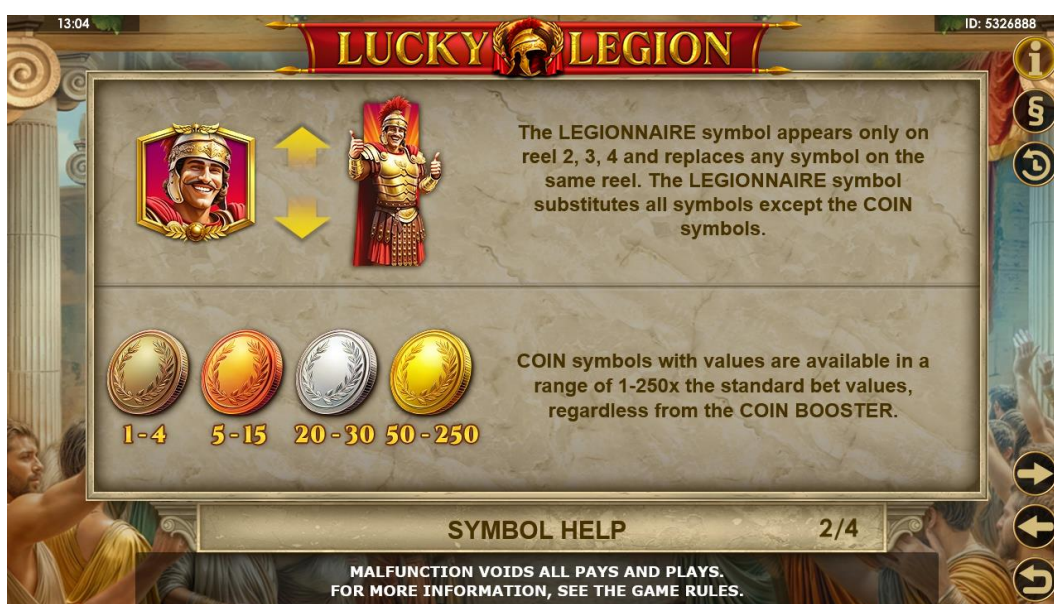 13:04
ID: 5326888
LUCKY LEGION
i
§
The LEGIONNAIRE symbol appears only on
reel 2, 3, 4 and replaces any symbol on the
same reel. The LEGIONNAIRE symbol
substitutes all symbols except the COIN
symbols.
COIN symbols with values are available in a
range of 1-250x the standard bet values,
regardless from the COIN BOOSTER.
1-4 5-15 20-30 50-250
SYMBOL HELP 2/4
MALFUNCTION VOIDS ALL PAYS AND PLAYS.
FOR MORE INFORMATION, SEE THE GAME RULES.